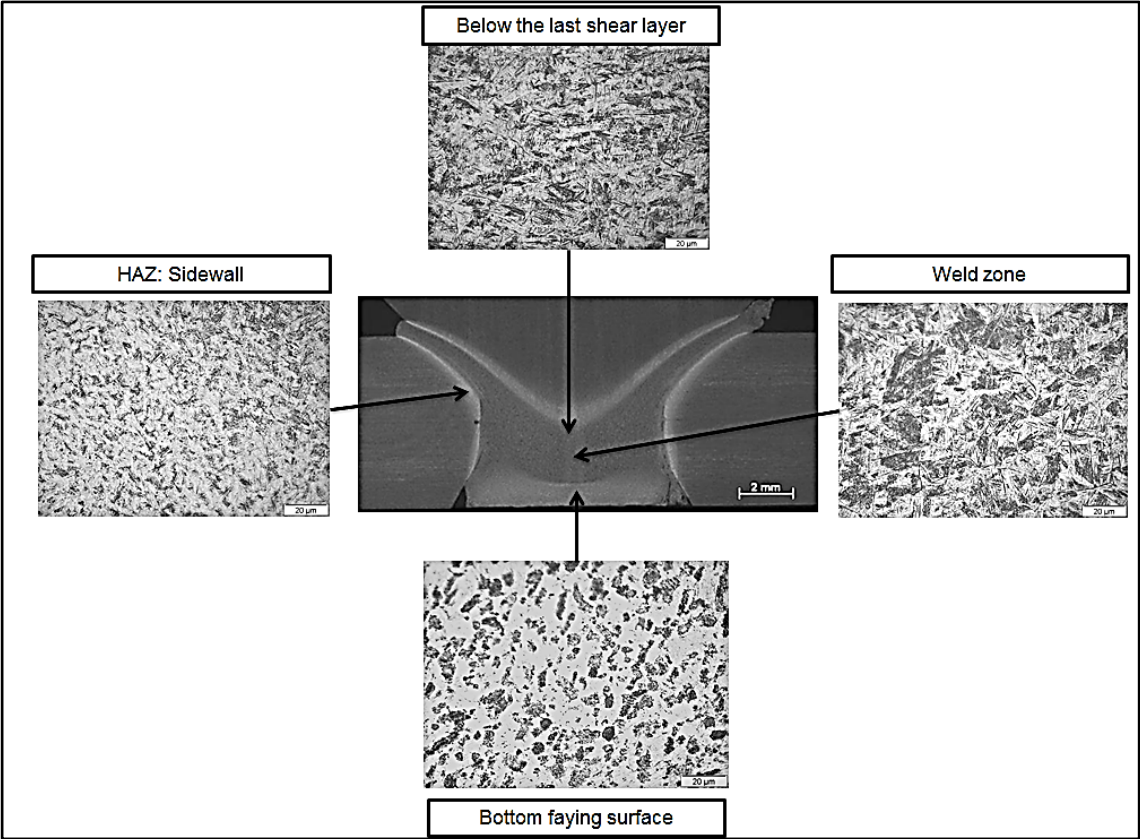 Below the last shear layer
20 µm
HAZ: Sidewall
Weld zone
20 µm
2 mm
20 µm
20 µm
Bottom faying surface